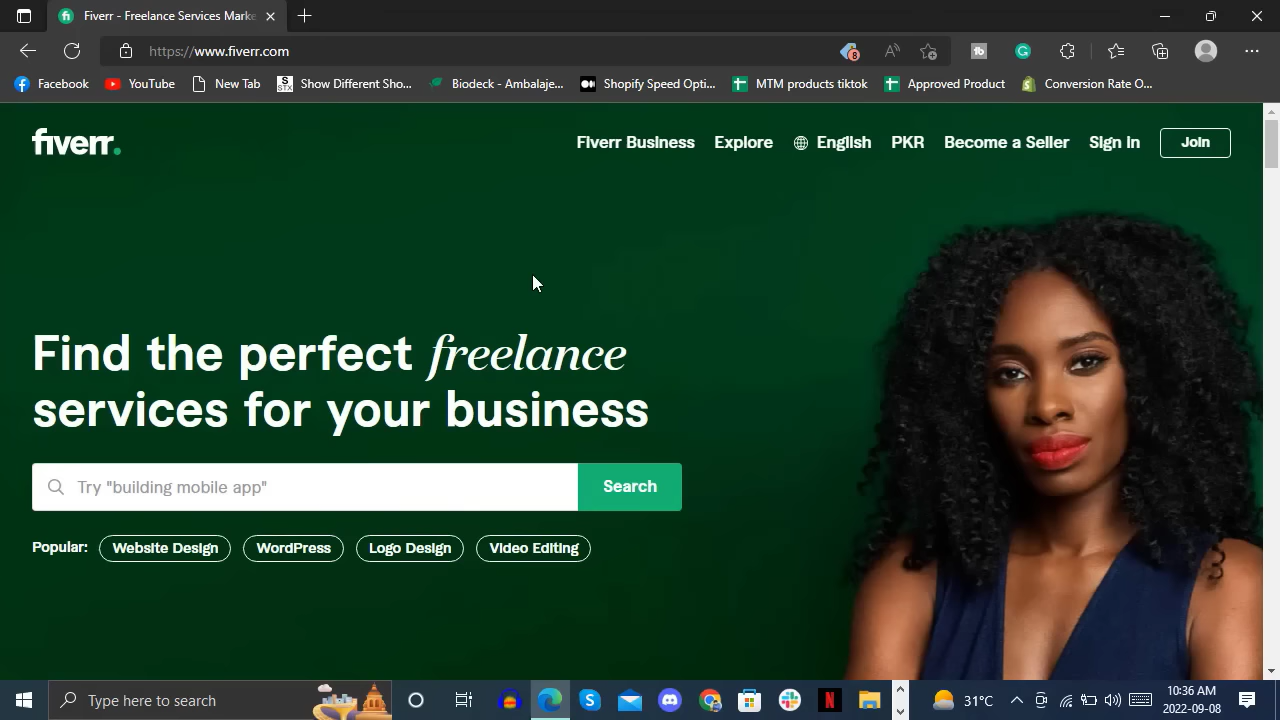 Fiverr - Freelance Services Marke
https://www.fiverr.com
8
tb
G
Facebook
YouTube
New Tab
S STX
Show Different Sho...
Biodeck - Ambalaje...
Shopify Speed Opti...
MTM products tiktok
Approved Product
Conversion Rate O...
fiverr.
Fiverr Business
Explore
English
PKR
Become a Seller
Sign in
Join
Find the perfect freelance
services for your business
Try "building mobile app"
Search
Popular:
Website Design
WordPress
Logo Design
Video Editing
Type here to search
31°C
10:36 AM
2022-09-08